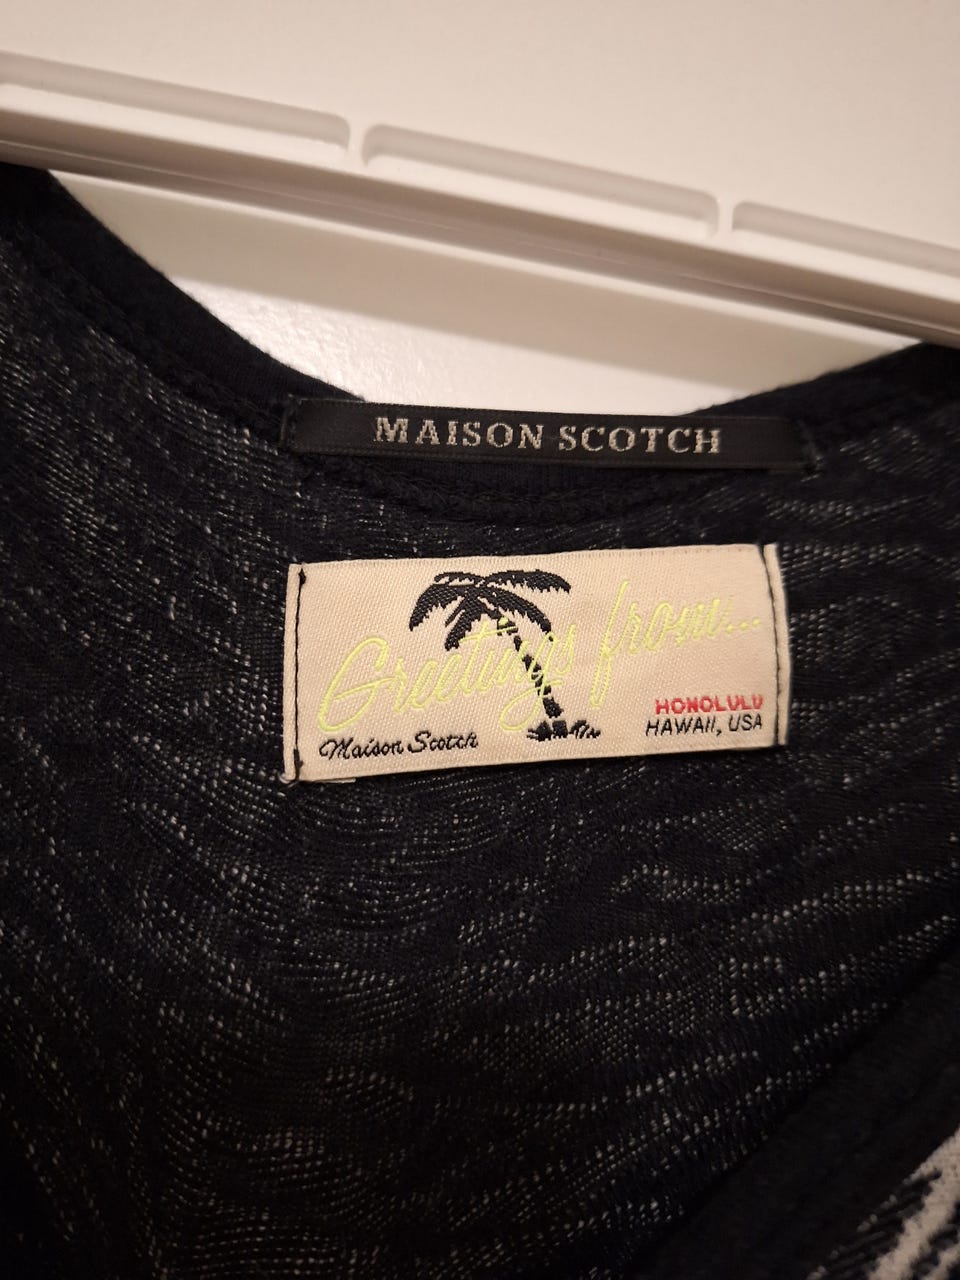 MAISON SCOTCH
Greetings from...
Maison Scotch
HONOLULU
HAWAII, USA